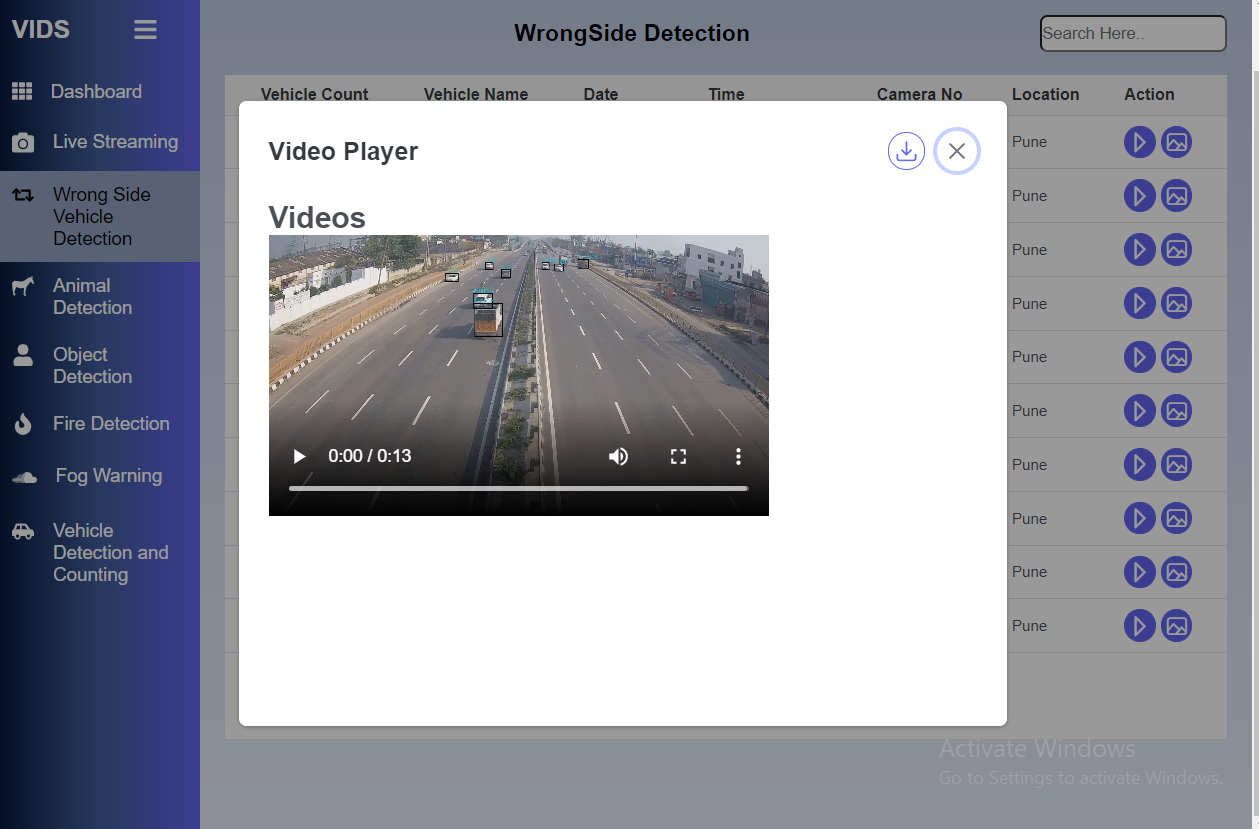 VIDS
WrongSide Detection
Search Here..
Dashboard
Live Streaming
Wrong Side
Vehicle
Detection
Animal
Detection
Object
Detection
Fire Detection
Fog Warning
Vehicle
Detection and
Counting
Vehicle Count Vehicle Name Date Time Camera No Location Action
Video Player
Videos
0:00 / 0:13
Pune
Pune
Pune
Pune
Pune
Pune
Pune
Pune
Pune
Pune
Activate Windows
Go to Settings to activate Windows.